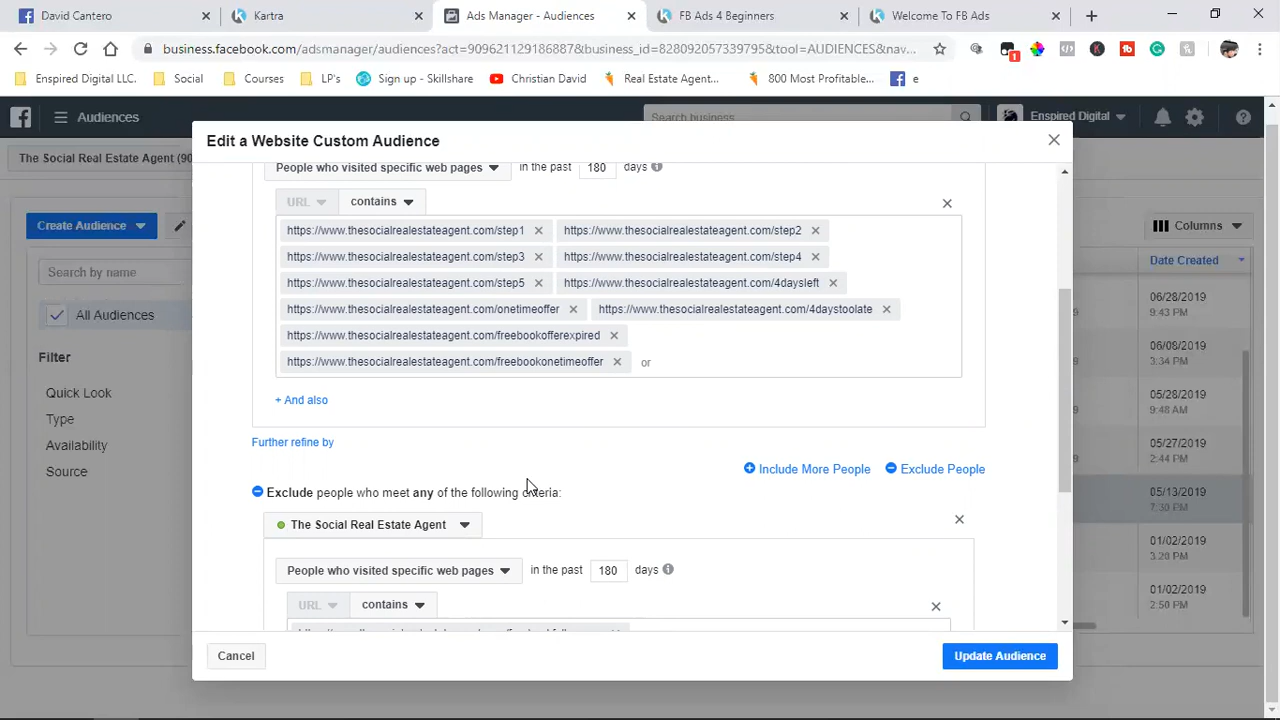 David Cantero
Kartra
Ads Manager - Audiences
FB Ads 4 Beginners
Welcome To FB Ads
business.facebook.com/adsmanager/audiences?act=909621129186887&business_id=828092057339795&tool=AUDIENCES&nav...
Enspired Digital LLC.
Social
Courses
LP's
Sign up - Skillshare
Christian David
Real Estate Agent...
800 Most Profitable...
e
Audiences
Search business
Enspired Digital
The Social Real Estate Agent (90
Edit a Website Custom Audience
Create Audience
Columns
Search by name
Date Created
All Audiences
Filter
Quick Look
Type
Availability
Source
People who visited specific web pages in the past 180 days
URL contains
https://www.thesocialrealestateagent.com/step1 https://www.thesocialrealestateagent.com/step2
https://www.thesocialrealestateagent.com/step3 https://www.thesocialrealestateagent.com/step4
https://www.thesocialrealestateagent.com/step5 https://www.thesocialrealestateagent.com/4daysleft
https://www.thesocialrealestateagent.com/onetimeoffer https://www.thesocialrealestateagent.com/4daystoolate
https://www.thesocialrealestateagent.com/freebookofferexpired
https://www.thesocialrealestateagent.com/freebookonetimeoffer or
+ And also
Further refine by
Include More People Exclude People
Exclude people who meet any of the following criteria:
The Social Real Estate Agent
People who visited specific web pages in the past 180 days
URL contains
Cancel
Update Audience
06/28/2019
9:43 PM
06/08/2019
3:34 PM
05/28/2019
9:48 AM
05/27/2019
2:44 PM
05/13/2019
7:30 PM
01/02/2019
3:20 PM
01/02/2019
2:50 PM